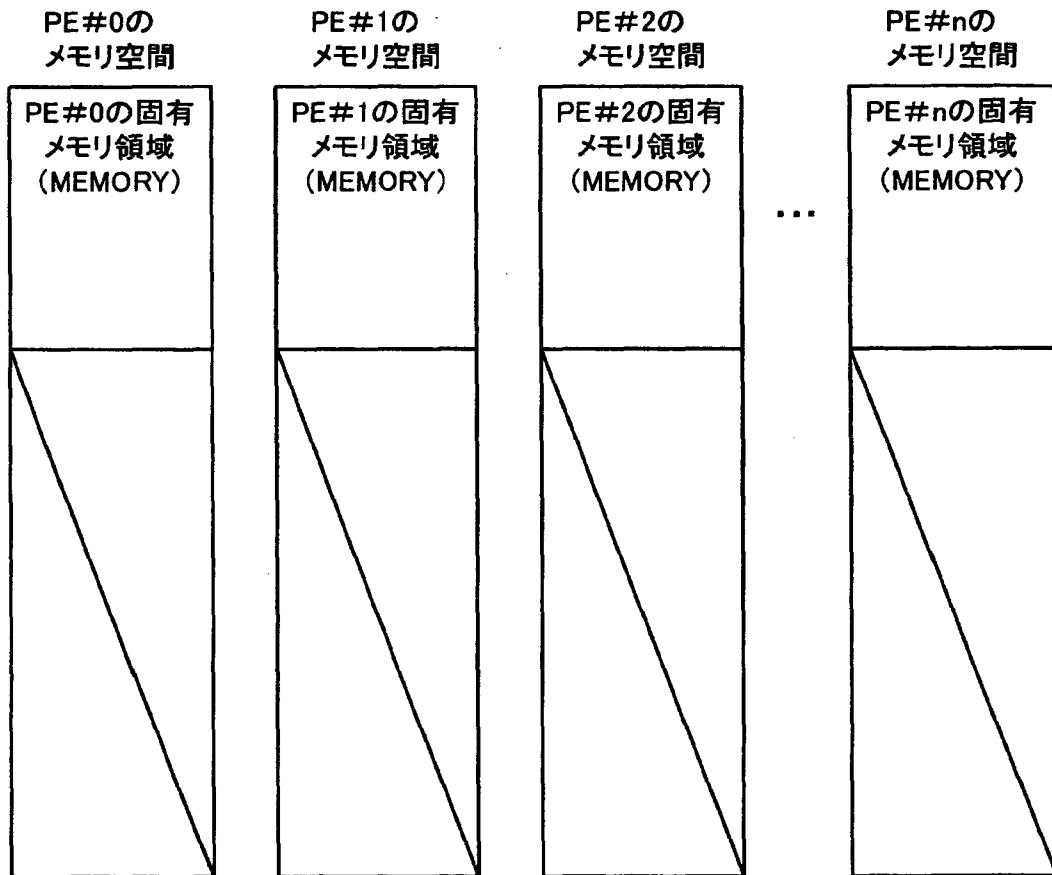 PE#0の
メモリ空間
PE#1の
メモリ空間
PE#2の
メモリ空間
PE#nの
メモリ空間
PE#0の固有
メモリ領域
(MEMORY)
PE#1の固有
メモリ領域
(MEMORY)
PE#2の固有
メモリ領域
(MEMORY)
...
PE#nの固有
メモリ領域
(MEMORY)